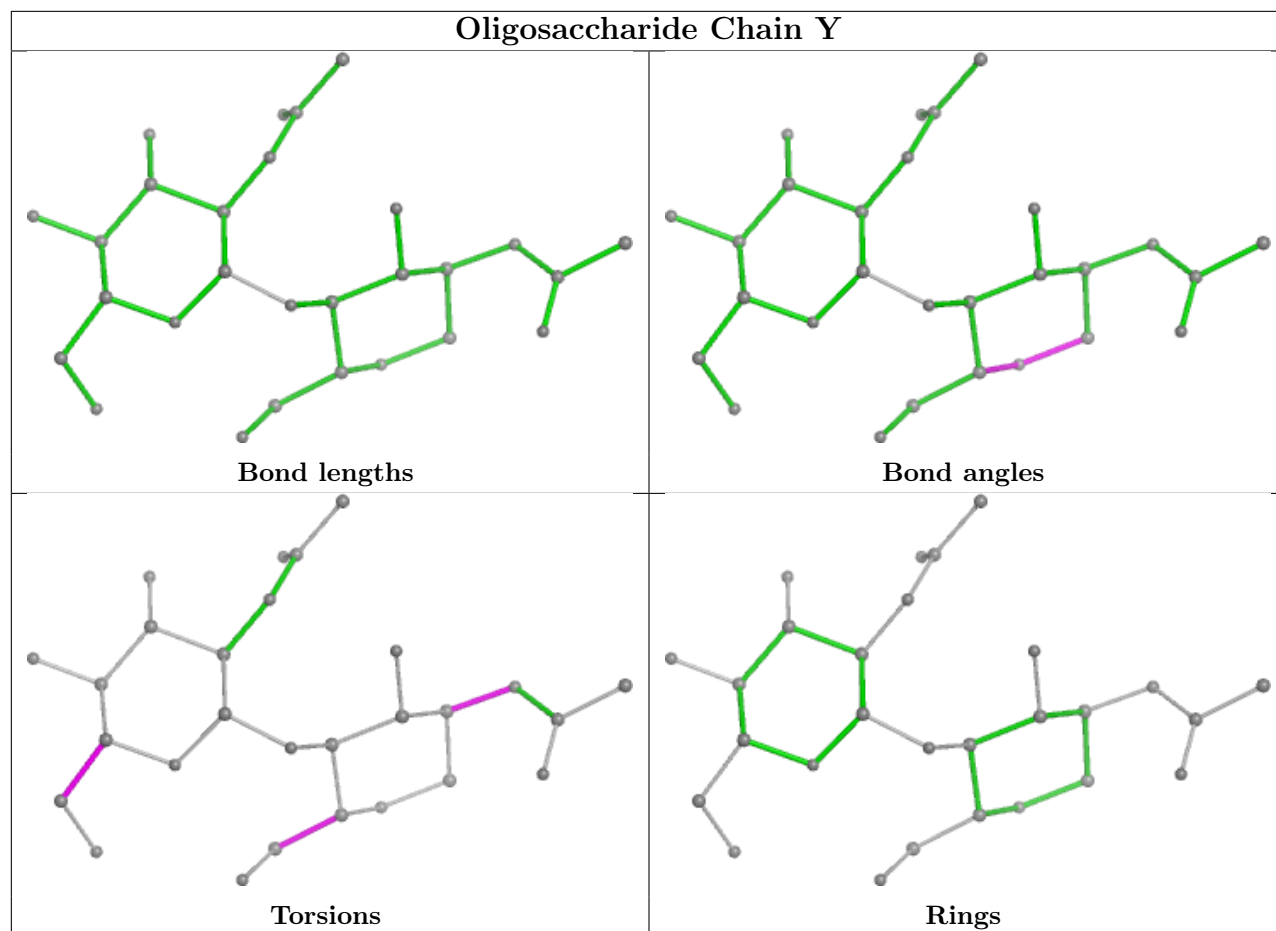 Oligosaccharide Chain Y
Bond lengths
Bond angles
Torsions
Rings